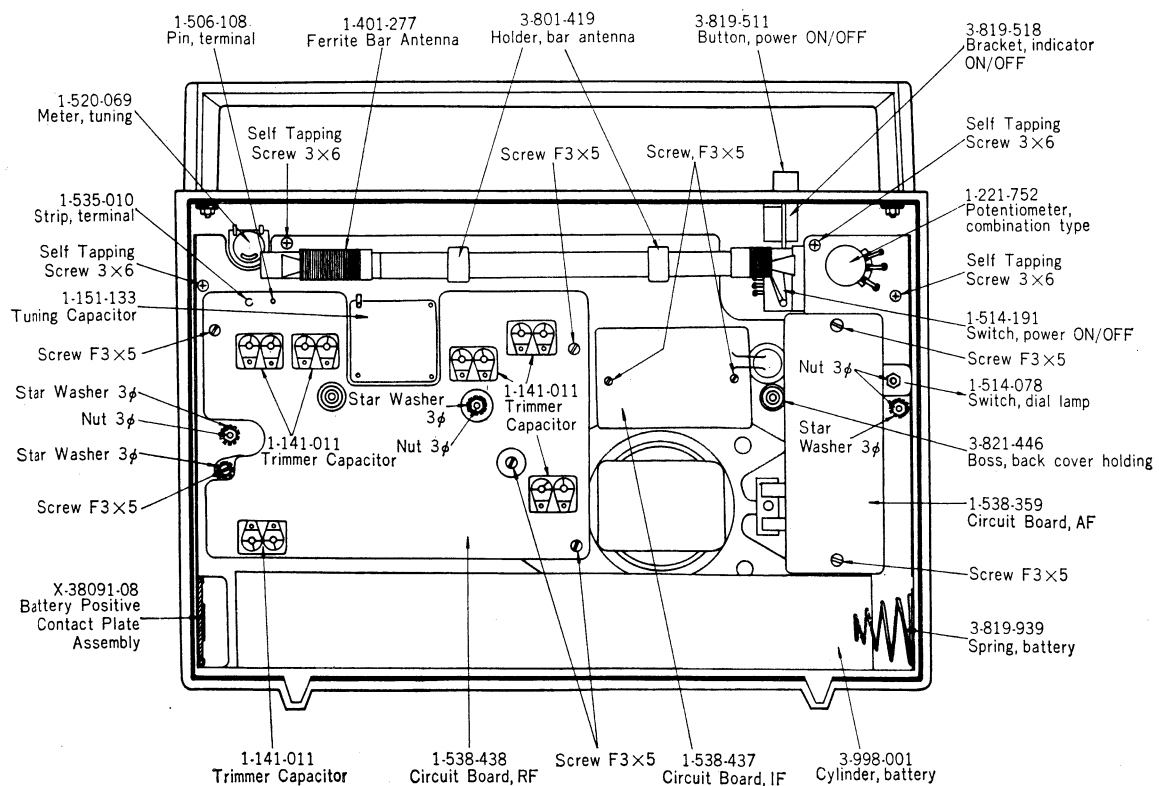 1-506-108
Pin, terminal
1-401-277
Ferrite Bar Antenna
3-801-419
Holder, bar antenna
3-819-511
Button, power ON/OFF
3-819-518
Bracket, indicator
ON/OFF
1-520-069
Meter, tuning
Self Tapping
Screw 3×6
Screw F3×5
Screw, F3×5
Self Tapping
Screw 3×6
1-535-010
Strip, terminal
1-221-752
Potentiometer,
combination type
Self Tapping
Screw 3×6
Self Tapping
Screw 3×6
1-151-133
Tuning Capacitor
1-514-191
Switch, power ON/OFF
Screw F3×5
Screw F3×5
Nut 3ø
1-514-078
Switch, dial lamp
Star Washer 3ø
Nut 3ø
Star Washer 3ø
Screw F3×5
1-141-011
Trimmer Capacitor
Star Washer
3ø
Nut 3ø
1-141-011
Trimmer
Capacitor
Star
Washer 3ø
3-821-446
Boss, back cover holding
1-538-359
Circuit Board, AF
Screw F3×5
X-38091-08
Battery Positive
Contact Plate
Assembly
3-819-939
Spring, battery
1-141-011
Trimmer Capacitor
1-538-438
Circuit Board, RF
Screw F3×5
1-538-437
Circuit Board, IF
3-998-001
Cylinder, battery